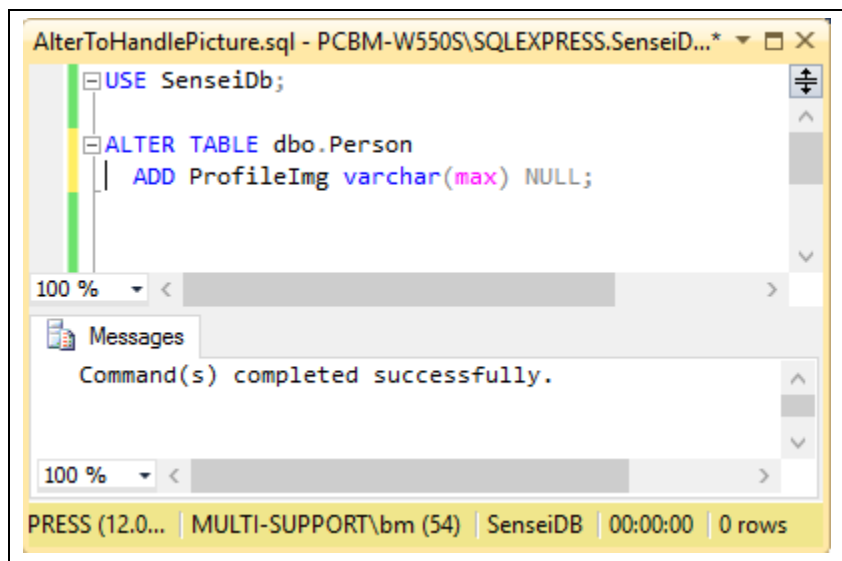 AlterToHandlePicture.sql - PCBM-W550S\SQLEXPRESS.SenseiD...*
USE SenseiDb;
ALTER TABLE dbo.Person
ADD ProfileImg varchar(max) NULL;
100 %
Messages
Command(s) completed successfully.
100 %
PRESS (12.0... MULTI-SUPPORT\bm (54) SenseiDB 00:00:00 0 rows